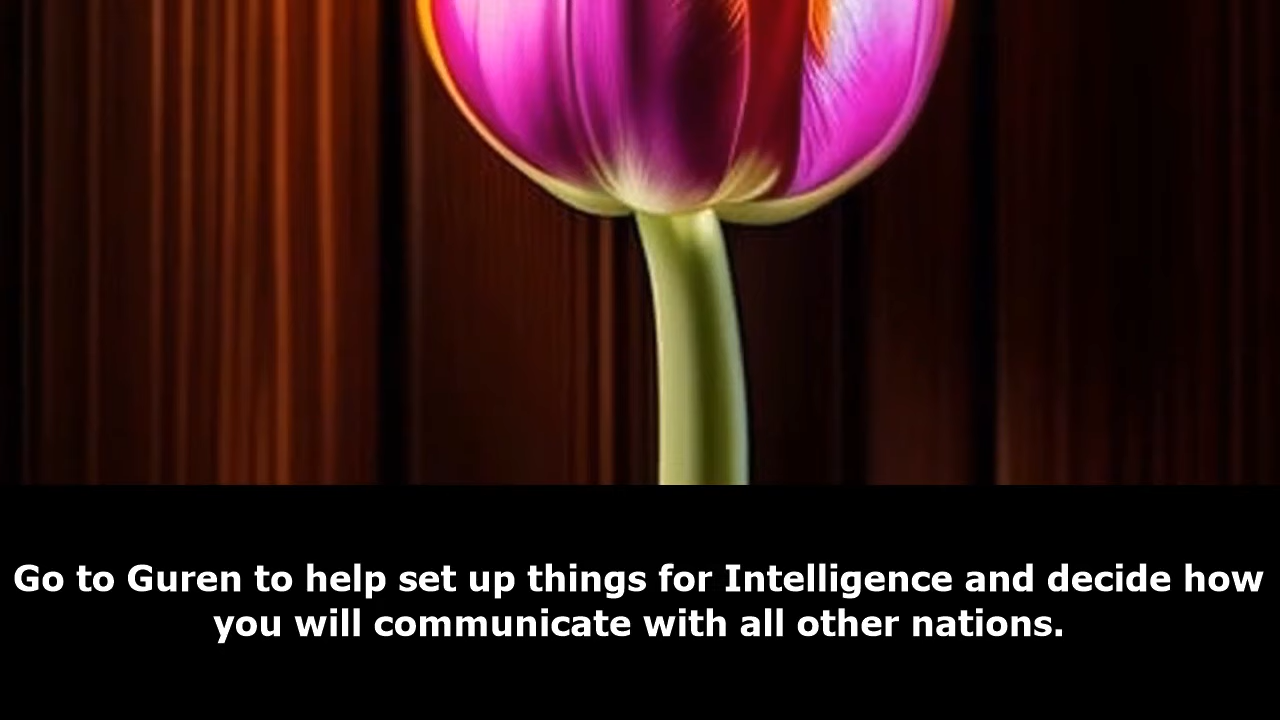 Go to Guren to help set up things for Intelligence and decide how
you will communicate with all other nations.